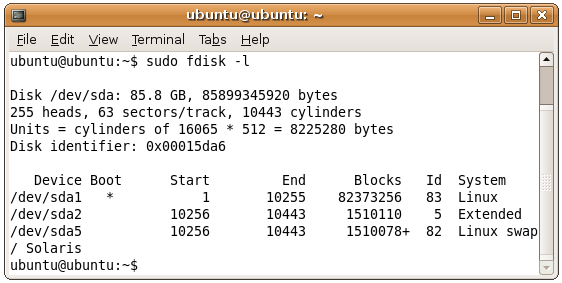 ubuntu@ubuntu: ~
File Edit View Terminal Tabs Help
ubuntu@ubuntu:~$ sudo fdisk -l
Disk /dev/sda: 85.8 GB, 85899345920 bytes
255 heads, 63 sectors/track, 10443 cylinders
Units = cylinders of 16065 * 512 = 8225280 bytes
Disk identifier: 0x00015da6
   Device Boot      Start         End      Blocks   Id  System
/dev/sda1   *           1       10255    82373256   83  Linux
/dev/sda2           10256       10443     1510110    5  Extended
/dev/sda5           10256       10443     1510078+  82  Linux swap
/ Solaris
ubuntu@ubuntu:~$